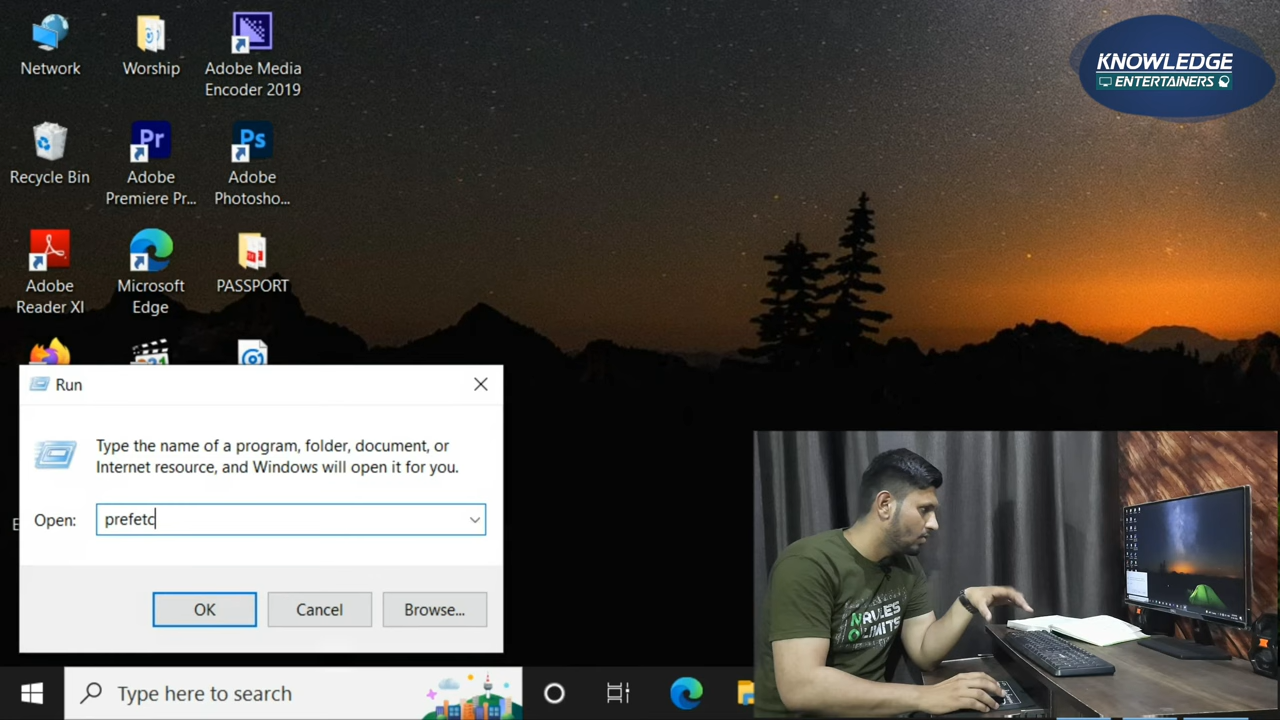 Network
Worship
Adobe Media
Encoder 2019
KNOWLEDGE
ENTERTAINERS
Recycle Bin
Adobe
Premiere Pr...
Adobe
Photosho...
Adobe
Reader XI
Microsoft
Edge
PASSPORT
Run
Type the name of a program, folder, document, or
Internet resource, and Windows will open it for you.
Open:
prefetc
OK
Cancel
Browse...
Type here to search
LIMITS